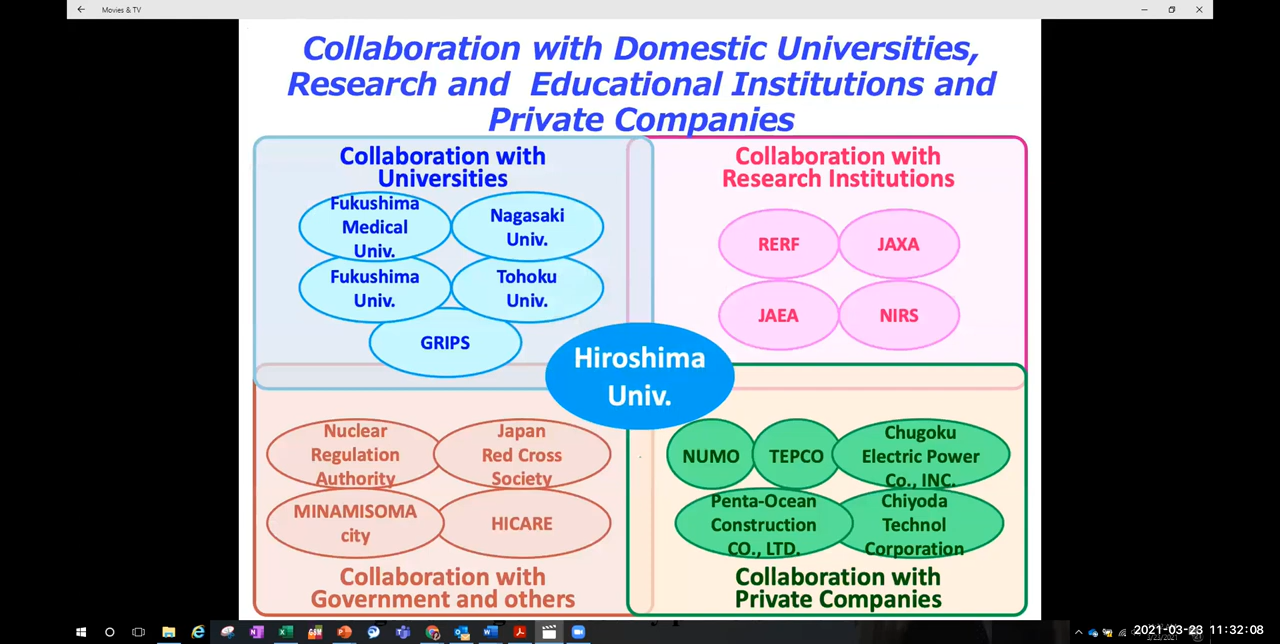 Movies & TV
Collaboration with Domestic Universities,
Research and Educational Institutions and
Private Companies
Collaboration with
Universities
Fukushima
Medical
Univ.
Nagasaki
Univ.
Fukushima
Univ.
Tohoku
Univ.
GRIPS
Collaboration with
Research Institutions
RERF
JAXA
JAEA
NIRS
Hiroshima
Univ.
Nuclear
Regulation
Authority
Japan
Red Cross
Society
MINAMISOMA
city
HICARE
Collaboration with
Government and others
NUMO
TEPCO
Chugoku
Electric Power
Co., INC.
Penta-Ocean
Construction
CO., LTD.
Chiyoda
Technol
Corporation
Collaboration with
Private Companies
2021-03-23 11:32:08